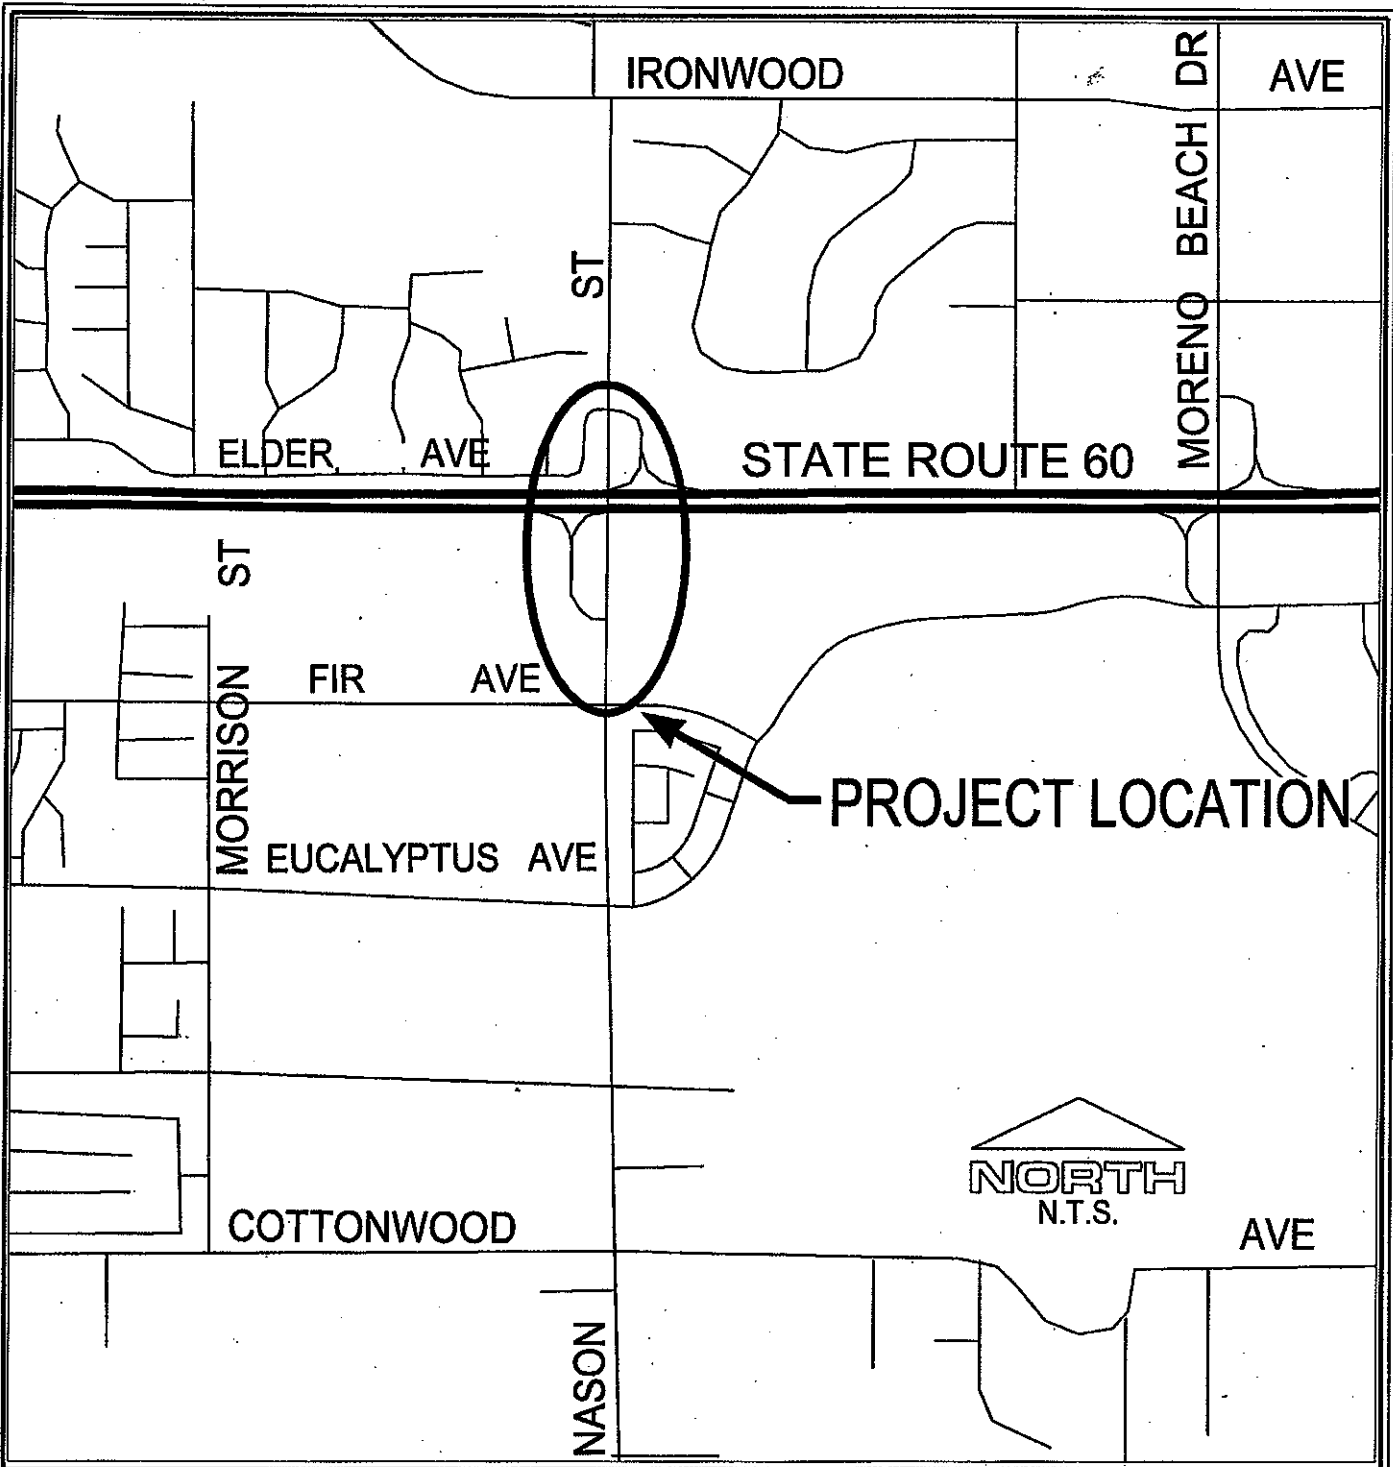 IRONWOOD AVE
MORENO BEACH DR
ST
ELDER AVE
STATE ROUTE 60
ST
MORRISON
FIR AVE
PROJECT LOCATION
EUCALYPTUS AVE
NORTH
N.T.S.
COTTONWOOD AVE
NASON